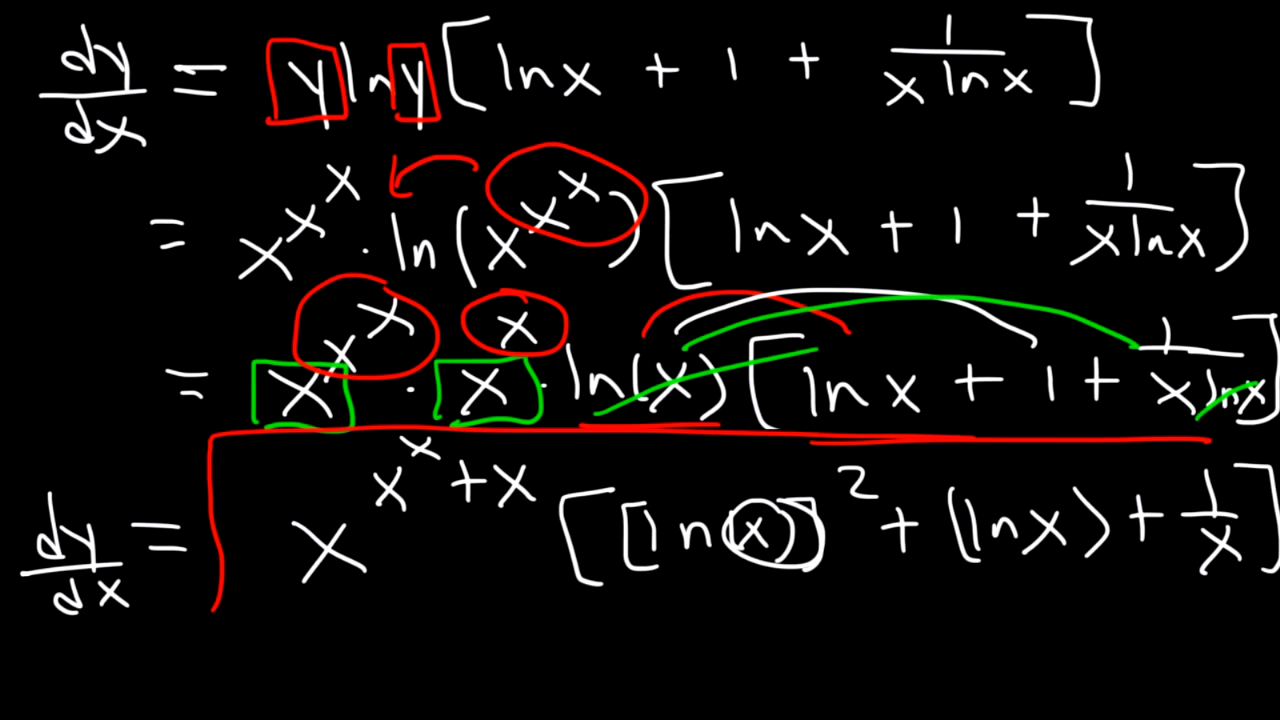 dy/dx = y ln y [ln x + 1 + 1/(x ln x)]
= x^{x^x} · ln(x^{x^x}) [ln x + 1 + 1/(x ln x)]
= x^{x^x} · x^x · ln(x) [ln x + 1 + 1/(x ln x)]
dy/dx = x^{x^x + x} [[ln(x)]^2 + (ln x) + 1/x]